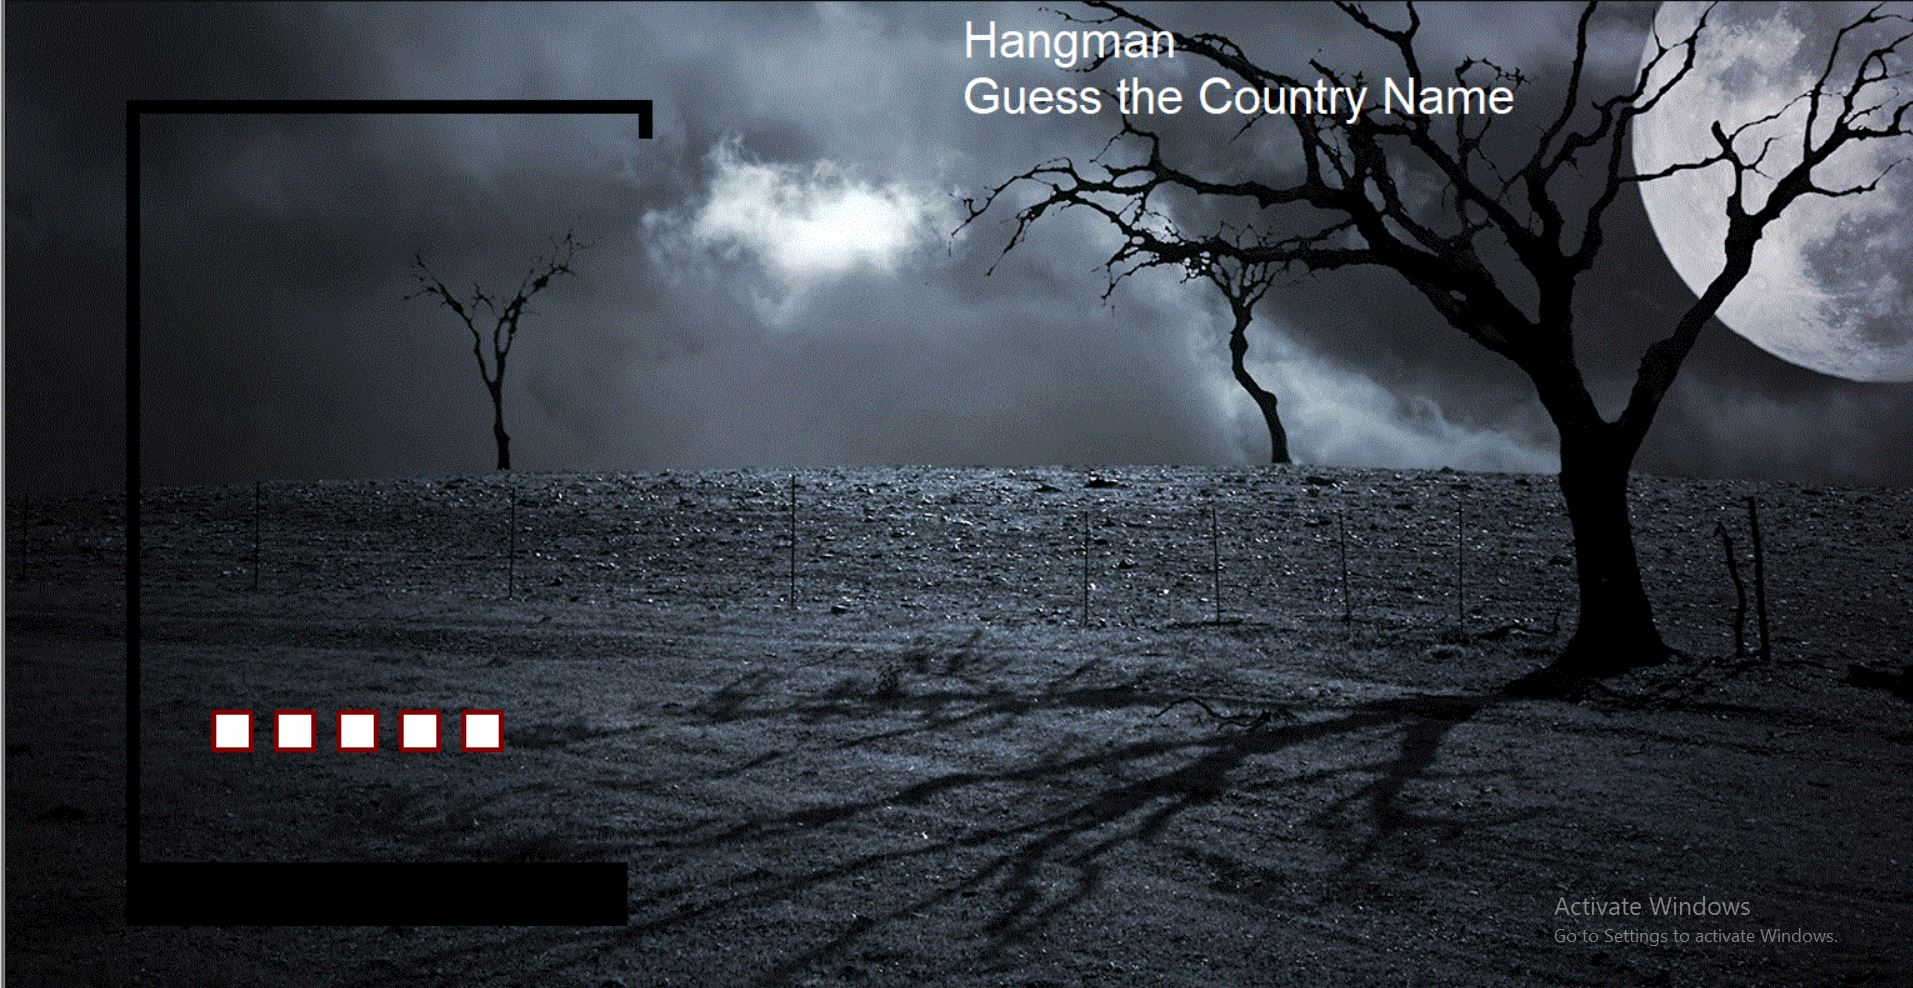 Hangman
Guess the Country Name
Activate Windows
Go to Settings to activate Windows.